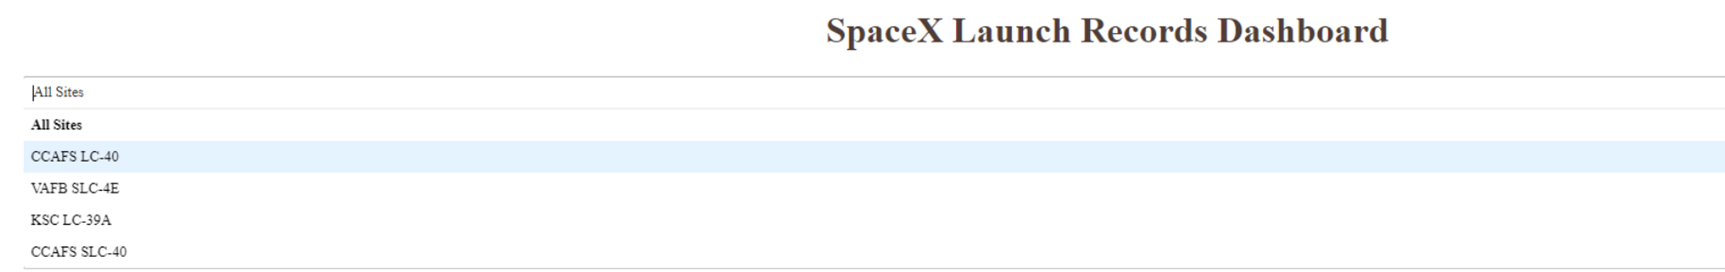 SpaceX Launch Records Dashboard
All Sites
All Sites
CCAFS LC-40
VAFB SLC-4E
KSC LC-39A
CCAFS SLC-40